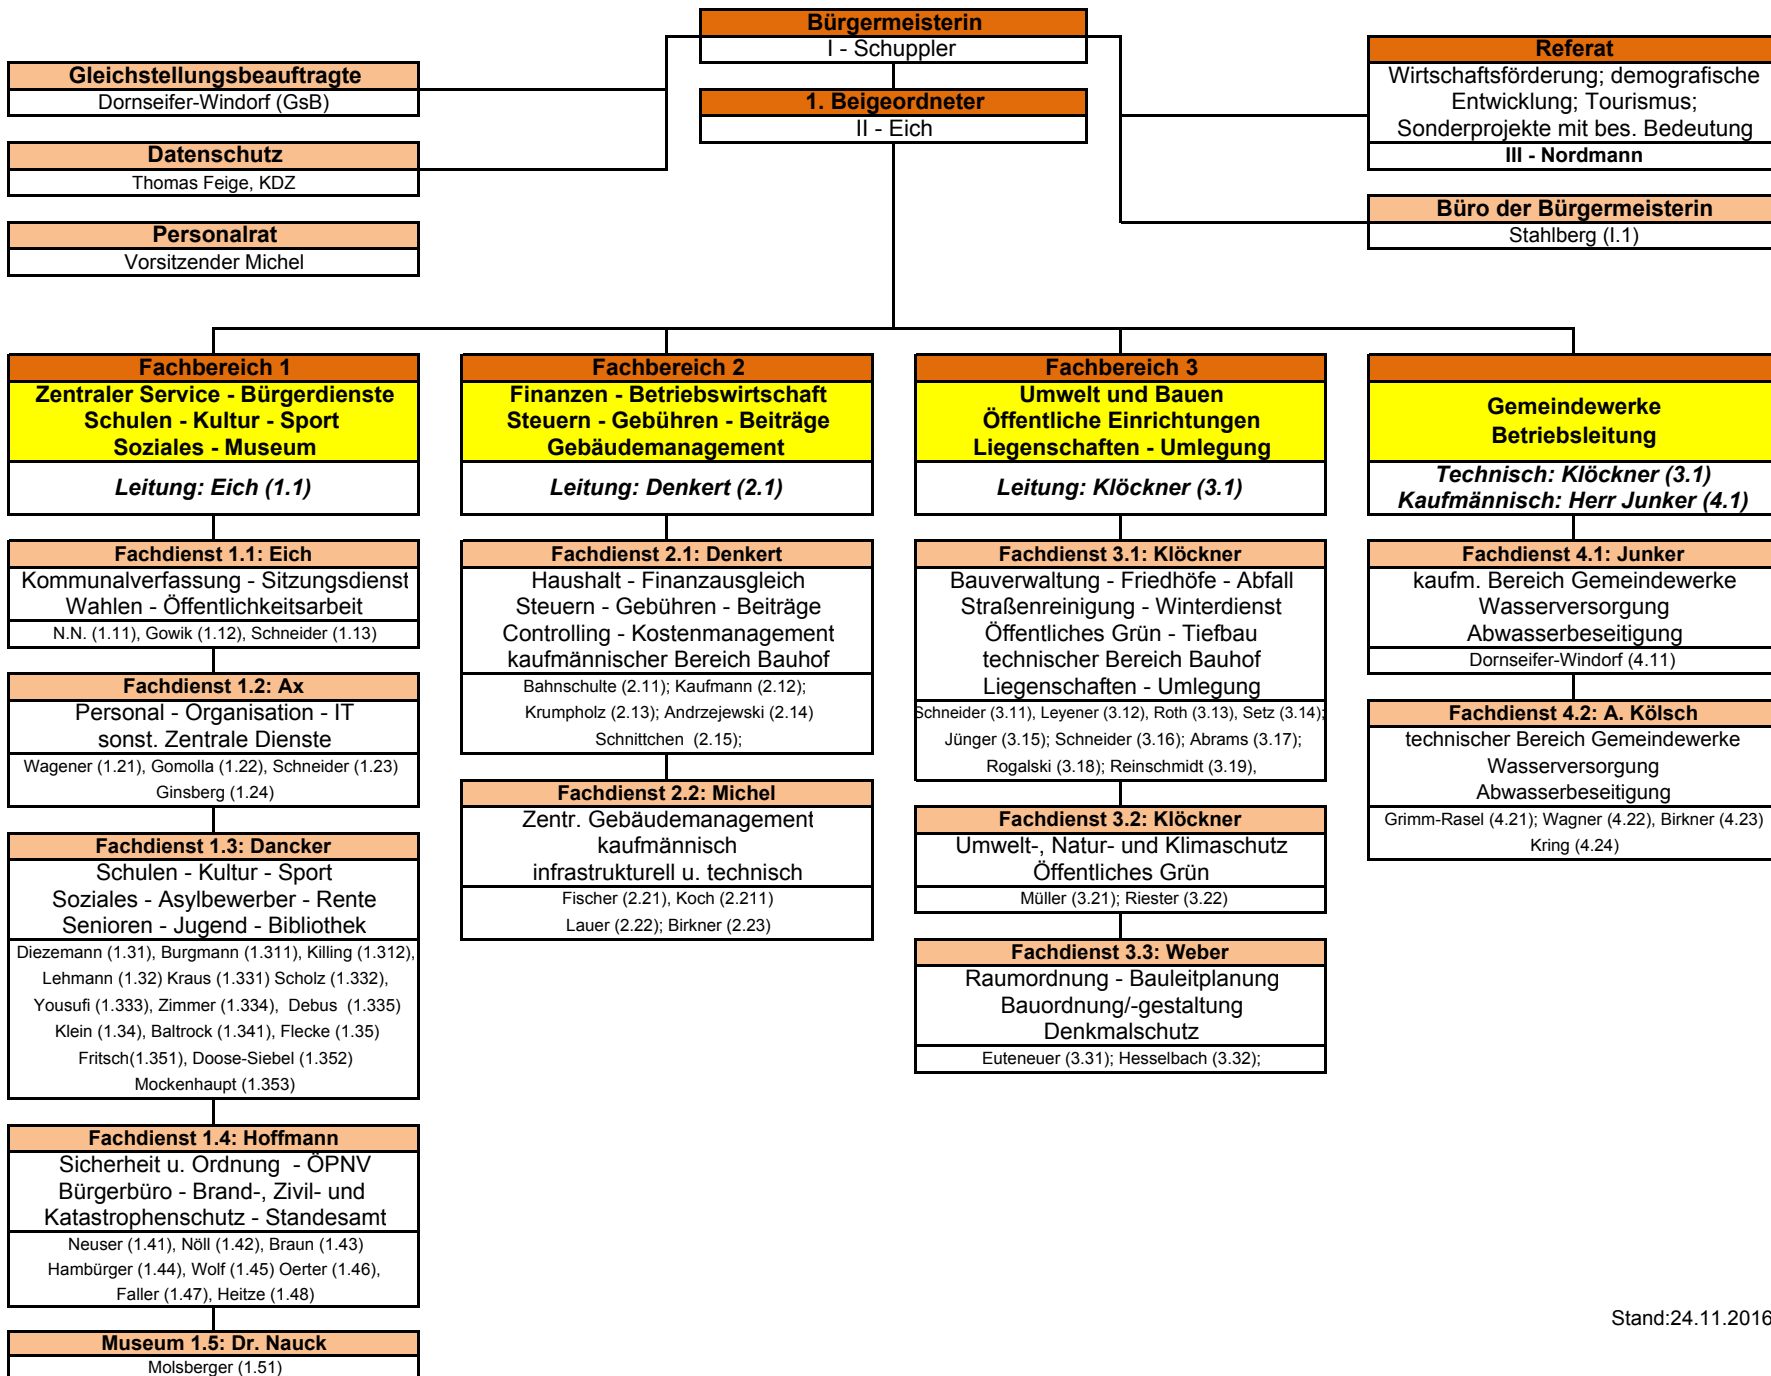 Bürgermeisterin
I - Schuppler
1. Beigeordneter
II - Eich
Gleichstellungsbeauftragte
Dornseifer-Windorf (GsB)
Datenschutz
Thomas Feige, KDZ
Personalrat
Vorsitzender Michel
Referat
Wirtschaftsförderung; demografische
Entwicklung; Tourismus;
Sonderprojekte mit bes. Bedeutung
III - Nordmann
Büro der Bürgermeisterin
Stahlberg (I.1)
Fachbereich 1
Zentraler Service - Bürgerdienste
Schulen - Kultur - Sport
Soziales - Museum
Leitung: Eich (1.1)
Fachdienst 1.1: Eich
Kommunalverfassung - Sitzungsdienst
Wahlen - Öffentlichkeitsarbeit
N.N. (1.11), Gowik (1.12), Schneider (1.13)
Fachdienst 1.2: Ax
Personal - Organisation - IT
sonst. Zentrale Dienste
Wagener (1.21), Gomolla (1.22), Schneider (1.23)
Ginsberg (1.24)
Fachdienst 1.3: Dancker
Schulen - Kultur - Sport
Soziales - Asylbewerber - Rente
Senioren - Jugend - Bibliothek
Diezemann (1.31), Burgmann (1.311), Killing (1.312),
Lehmann (1.32) Kraus (1.331) Scholz (1.332),
Yousufi (1.333), Zimmer (1.334), Debus (1.335)
Klein (1.34), Baltrock (1.341), Flecke (1.35)
Fritsch(1.351), Doose-Siebel (1.352)
Mockenhaupt (1.353)
Fachdienst 1.4: Hoffmann
Sicherheit u. Ordnung - ÖPNV
Bürgerbüro - Brand-, Zivil- und
Katastrophenschutz - Standesamt
Neuser (1.41), Nöll (1.42), Braun (1.43)
Hambürger (1.44), Wolf (1.45) Oerter (1.46),
Faller (1.47), Heitze (1.48)
Museum 1.5: Dr. Nauck
Molsberger (1.51)
Fachbereich 2
Finanzen - Betriebswirtschaft
Steuern - Gebühren - Beiträge
Gebäudemanagement
Leitung: Denkert (2.1)
Fachdienst 2.1: Denkert
Haushalt - Finanzausgleich
Steuern - Gebühren - Beiträge
Controlling - Kostenmanagement
kaufmännischer Bereich Bauhof
Bahnschulte (2.11); Kaufmann (2.12);
Krumpholz (2.13); Andrzejewski (2.14)
Schnittchen (2.15);
Fachdienst 2.2: Michel
Zentr. Gebäudemanagement
kaufmännisch
infrastrukturell u. technisch
Fischer (2.21), Koch (2.211)
Lauer (2.22); Birkner (2.23)
Fachbereich 3
Umwelt und Bauen
Öffentliche Einrichtungen
Liegenschaften - Umlegung
Leitung: Klöckner (3.1)
Fachdienst 3.1: Klöckner
Bauverwaltung - Friedhöfe - Abfall
Straßenreinigung - Winterdienst
Öffentliches Grün - Tiefbau
technischer Bereich Bauhof
Liegenschaften - Umlegung
Schneider (3.11), Leyener (3.12), Roth (3.13), Setz (3.14);
Jünger (3.15); Schneider (3.16); Abrams (3.17);
Rogalski (3.18); Reinschmidt (3.19),
Fachdienst 3.2: Klöckner
Umwelt-, Natur- und Klimaschutz
Öffentliches Grün
Müller (3.21); Riester (3.22)
Fachdienst 3.3: Weber
Raumordnung - Bauleitplanung
Bauordnung/-gestaltung
Denkmalschutz
Euteneuer (3.31); Hesselbach (3.32);
Gemeindewerke
Betriebsleitung
Technisch: Klöckner (3.1)
Kaufmännisch: Herr Junker (4.1)
Fachdienst 4.1: Junker
kaufm. Bereich Gemeindewerke
Wasserversorgung
Abwasserbeseitigung
Dornseifer-Windorf (4.11)
Fachdienst 4.2: A. Kölsch
technischer Bereich Gemeindewerke
Wasserversorgung
Abwasserbeseitigung
Grimm-Rasel (4.21); Wagner (4.22), Birkner (4.23)
Kring (4.24)
Stand:24.11.2016